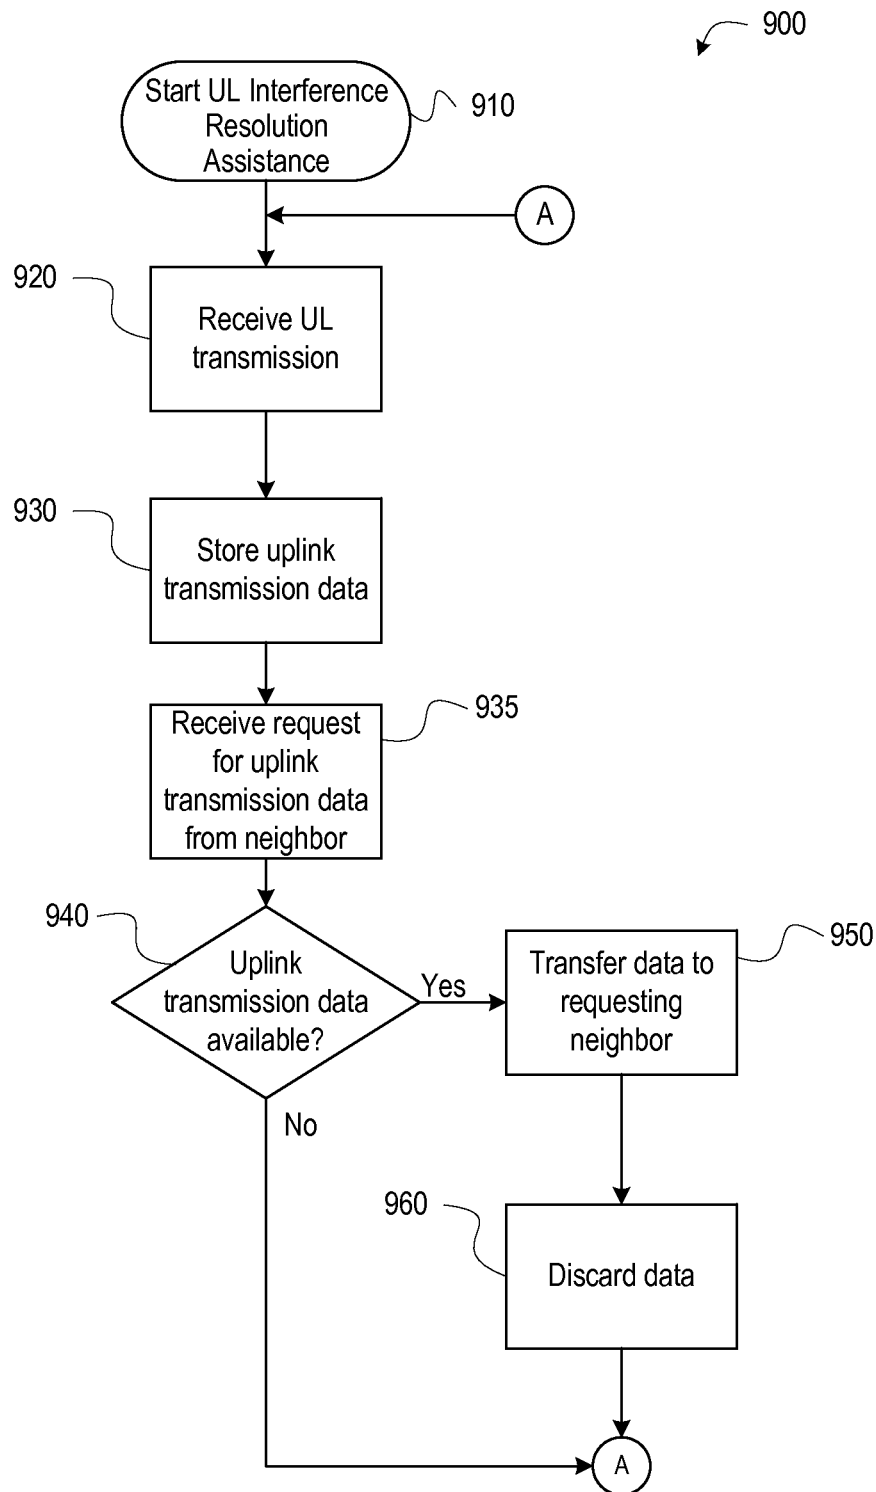 900
Start UL Interference
Resolution
Assistance
910
A
920
Receive UL
transmission
930
Store uplink
transmission data
935
Receive request
for uplink
transmission data
from neighbor
940
Uplink
transmission data
available?
Yes
950
Transfer data to
requesting
neighbor
No
960
Discard data
A